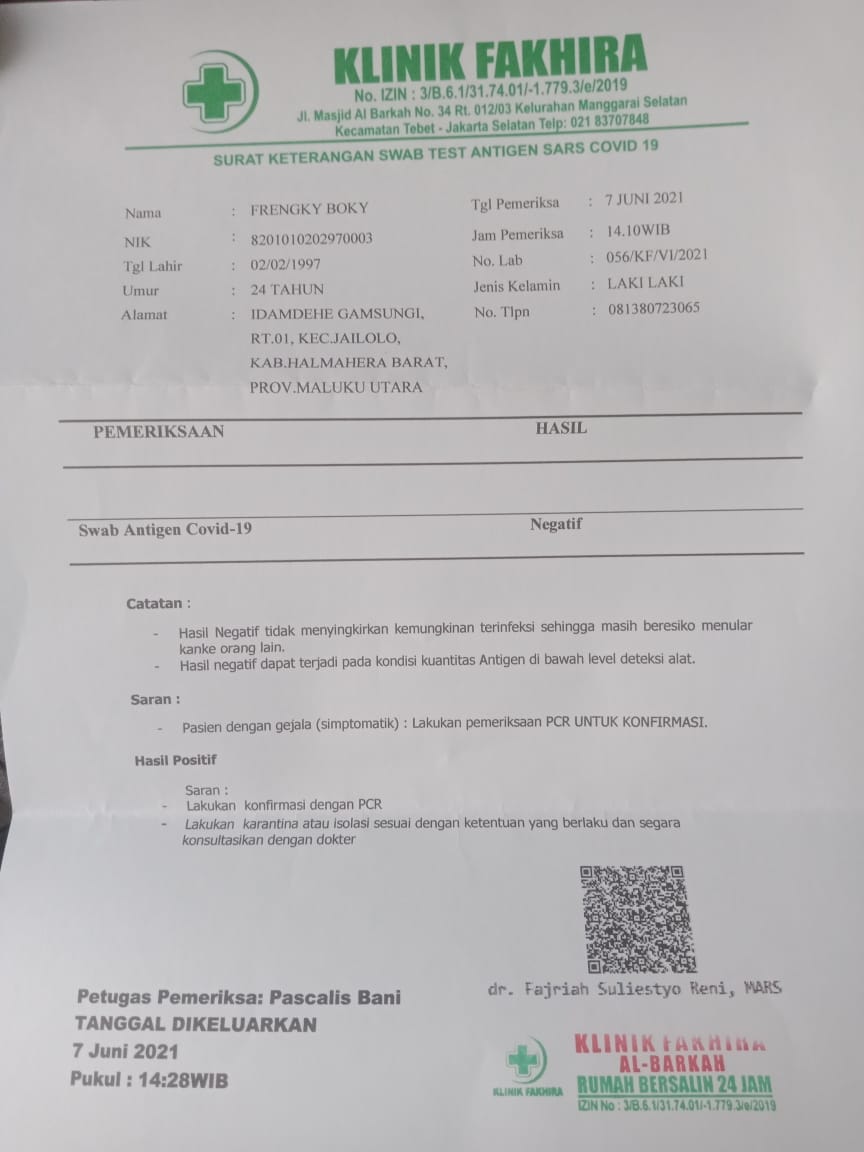 KLINIK FAKHIRA
No. IZIN : 3/B.6.1/31.74.01/-1.779.3/e/2019
Jl. Masjid Al Barkah No. 34 Rt. 012/03 Kelurahan Manggarai Selatan
Kecamatan Tebet - Jakarta Selatan Telp: 021 83707848
SURAT KETERANGAN SWAB TEST ANTIGEN SARS COVID 19
Nama : FRENGKY BOKY
NIK : 8201010202970003
Tgl Lahir : 02/02/1997
Umur : 24 TAHUN
Alamat : IDAMDEHE GAMSUNGI,
RT.01, KEC.JAILOLO,
KAB.HALMAHERA BARAT,
PROV.MALUKU UTARA
Tgl Pemeriksa : 7 JUNI 2021
Jam Pemeriksa : 14.10WIB
No. Lab : 056/KF/VI/2021
Jenis Kelamin : LAKI LAKI
No. Tlpn : 081380723065
PEMERIKSAAN HASIL
Swab Antigen Covid-19 Negatif
Catatan :
- Hasil Negatif tidak menyingkirkan kemungkinan terinfeksi sehingga masih beresiko menular
kanke orang lain.
- Hasil negatif dapat terjadi pada kondisi kuantitas Antigen di bawah level deteksi alat.
Saran :
- Pasien dengan gejala (simptomatik) : Lakukan pemeriksaan PCR UNTUK KONFIRMASI.
Hasil Positif
Saran :
- Lakukan konfirmasi dengan PCR
- Lakukan karantina atau isolasi sesuai dengan ketentuan yang berlaku dan segara
konsultasikan dengan dokter
Petugas Pemeriksa: Pascalis Bani
TANGGAL DIKELUARKAN
7 Juni 2021
Pukul : 14:28WIB
dr. Fajriah Suliestyo Reni, MARS
KLINIK FAKHIRA
KLINIK FAKHIRA
AL-BARKAH
RUMAH BERSALIN 24 JAM
IZIN No : 3/B.6.1/31.74.01/-1.779.3/e/2019